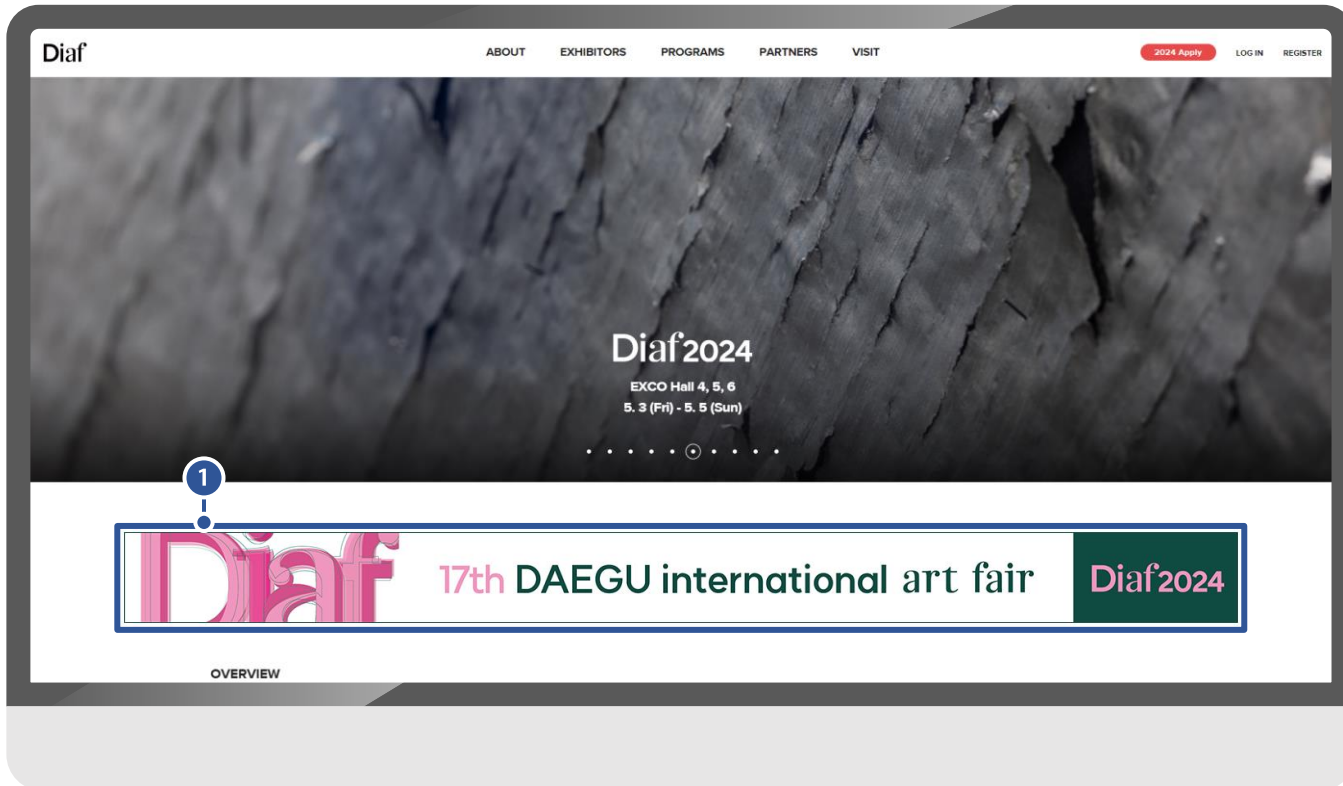 Diaf
ABOUT EXHIBITORS PROGRAMS PARTNERS VISIT
2024 Apply LOG IN REGISTER
Diaf2024
EXCO Hall 4, 5, 6
5. 3 (Fri) - 5. 5 (Sun)
1
Diaf 17th DAEGU international art fair Diaf2024
OVERVIEW